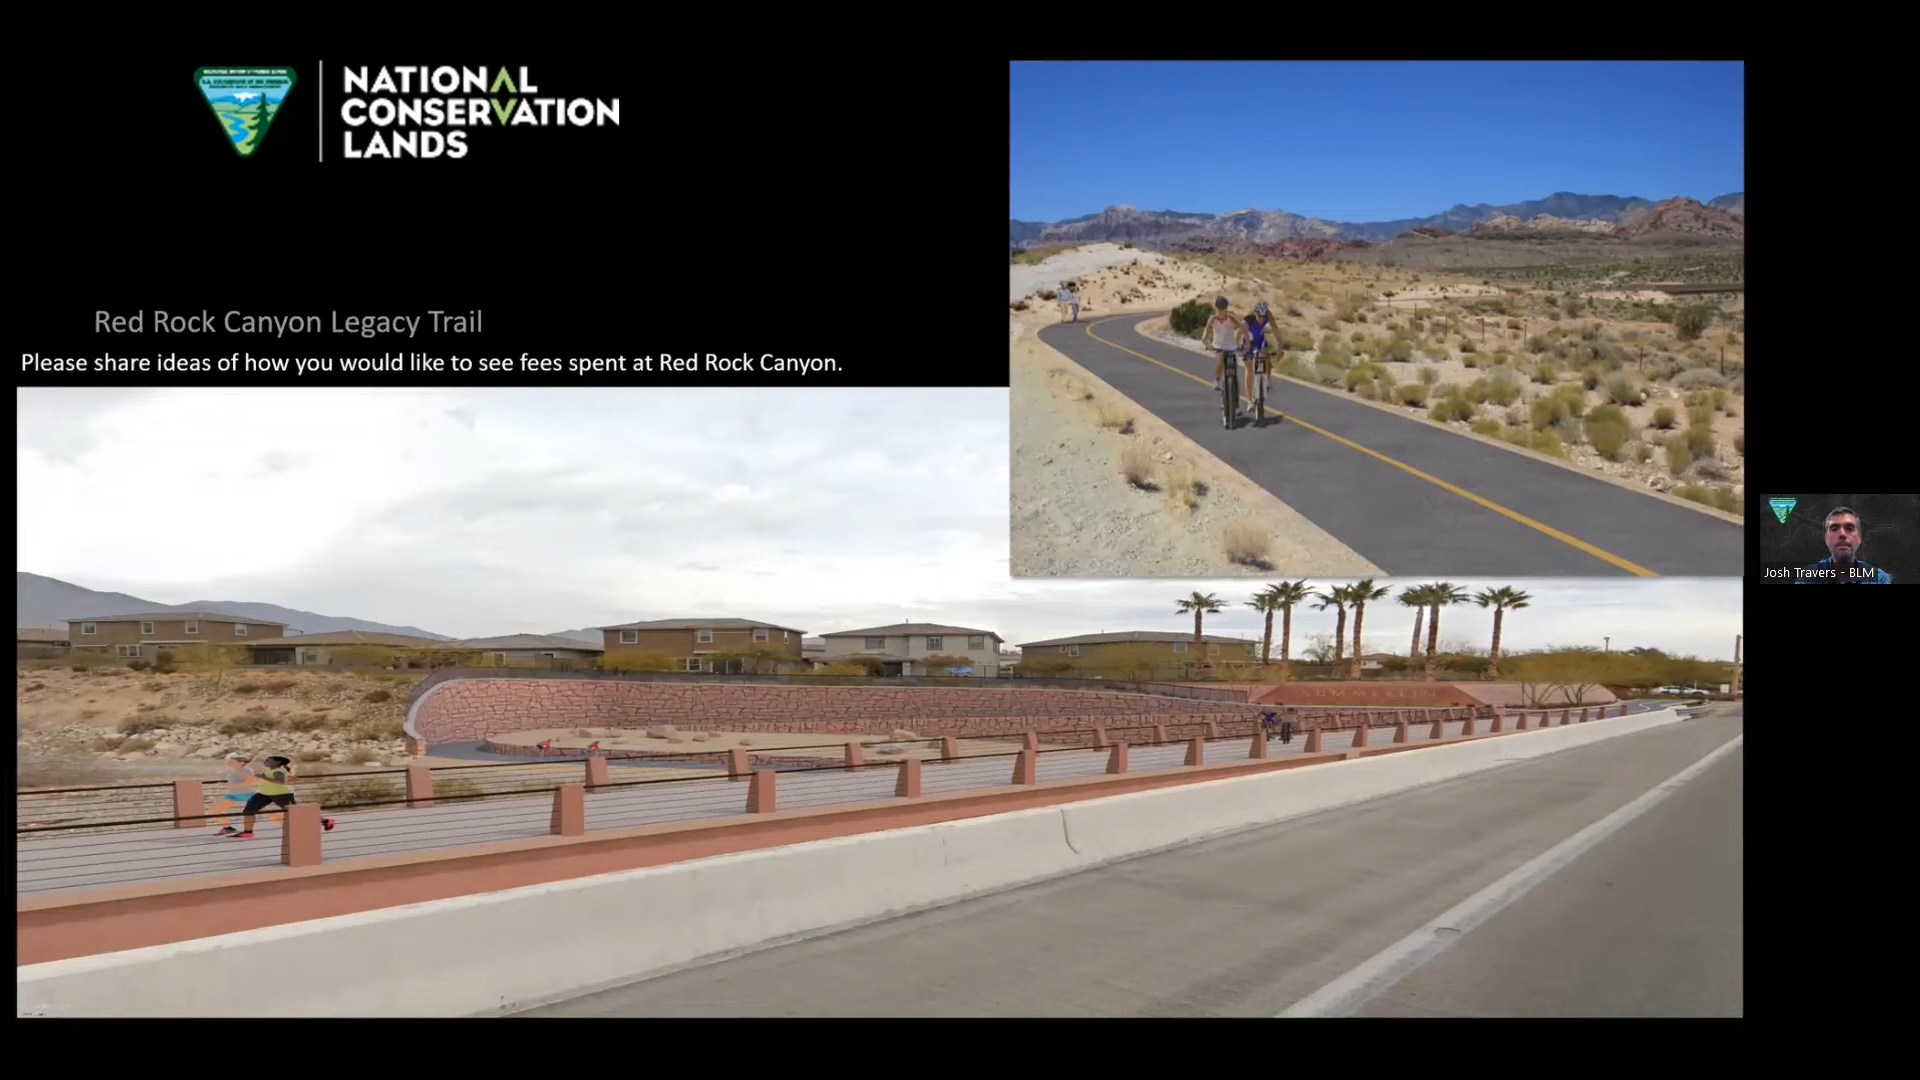 NATIONAL
CONSERVATION
LANDS
Red Rock Canyon Legacy Trail
Please share ideas of how you would like to see fees spent at Red Rock Canyon.
SUMMERLIN
Josh Travers - BLM